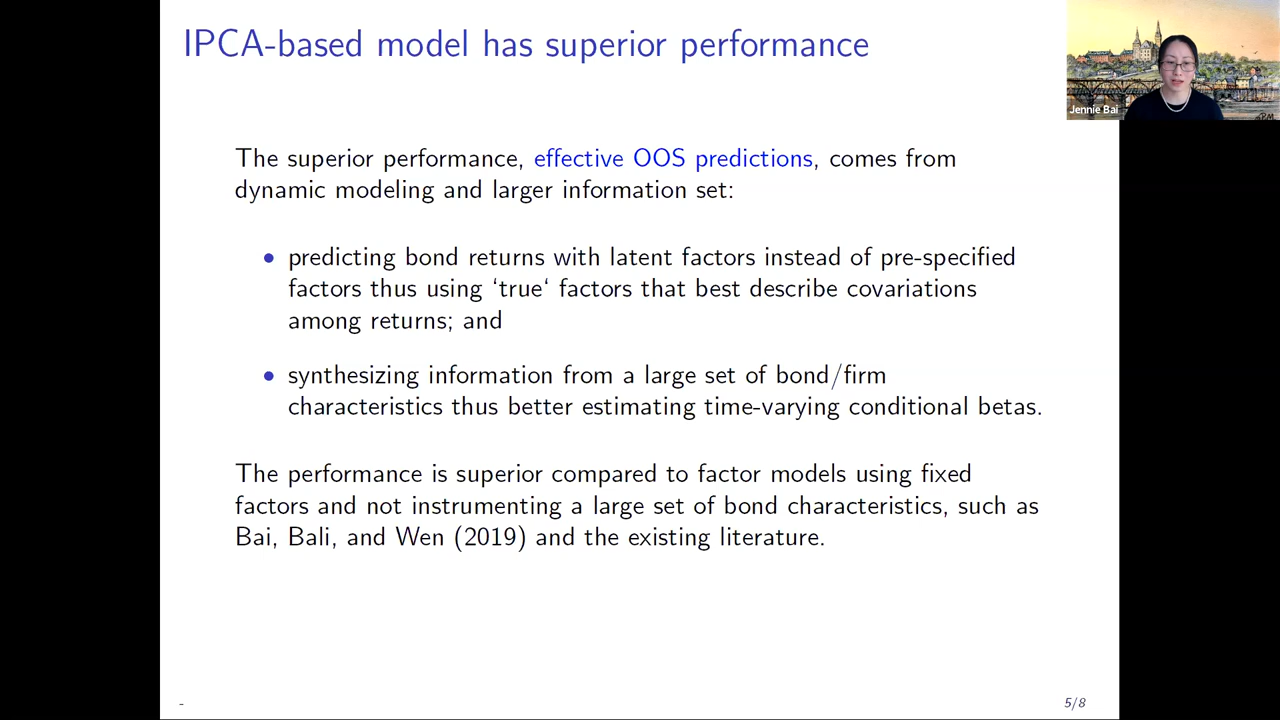 IPCA-based model has superior performance
Jennie Bai
The superior performance, effective OOS predictions, comes from
dynamic modeling and larger information set:
• predicting bond returns with latent factors instead of pre-specified
factors thus using ‘true‘ factors that best describe covariations
among returns; and
• synthesizing information from a large set of bond/firm
characteristics thus better estimating time-varying conditional betas.
The performance is superior compared to factor models using fixed
factors and not instrumenting a large set of bond characteristics, such as
Bai, Bali, and Wen (2019) and the existing literature.
-
5/8